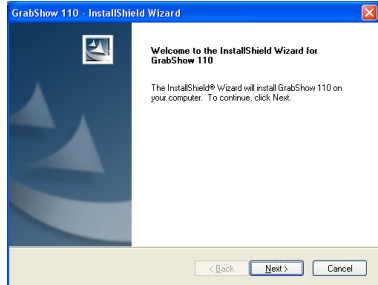 GrabShow 110 - InstallShield Wizard
Welcome to the InstallShield Wizard for
GrabShow 110
The InstallShield® Wizard will install GrabShow 110 on
your computer. To continue, click Next.
< Back
Next >
Cancel